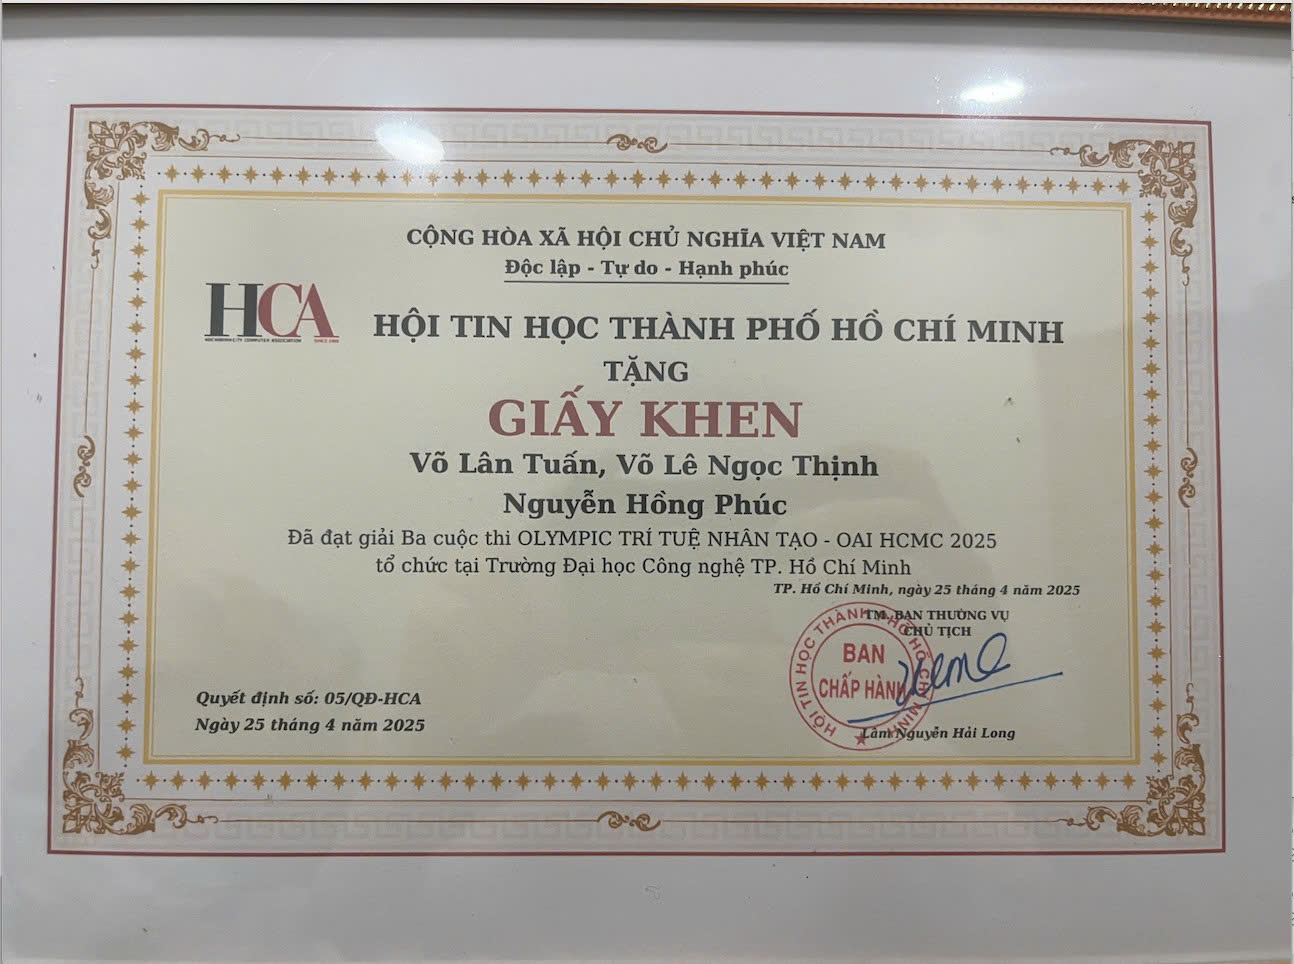 CỘNG HÒA XÃ HỘI CHỦ NGHĨA VIỆT NAM
Độc lập - Tự do - Hạnh phúc
HCA
HOCHIMINH CITY COMPUTER ASSOCIATION SINCE 1988
HỘI TIN HỌC THÀNH PHỐ HỒ CHÍ MINH
TẶNG
GIẤY KHEN
Võ Lân Tuấn, Võ Lê Ngọc Thịnh
Nguyễn Hồng Phúc
Đã đạt giải Ba cuộc thi OLYMPIC TRÍ TUỆ NHÂN TẠO - OAI HCMC 2025
tổ chức tại Trường Đại học Công nghệ TP. Hồ Chí Minh
TP. Hồ Chí Minh, ngày 25 tháng 4 năm 2025
TM. BAN THƯỜNG VỤ
CHỦ TỊCH
HỘI TIN HỌC THÀNH PHỐ HỒ CHÍ MINH
BAN
CHẤP HÀNH
Lâm Nguyễn Hải Long
Quyết định số: 05/QĐ-HCA
Ngày 25 tháng 4 năm 2025